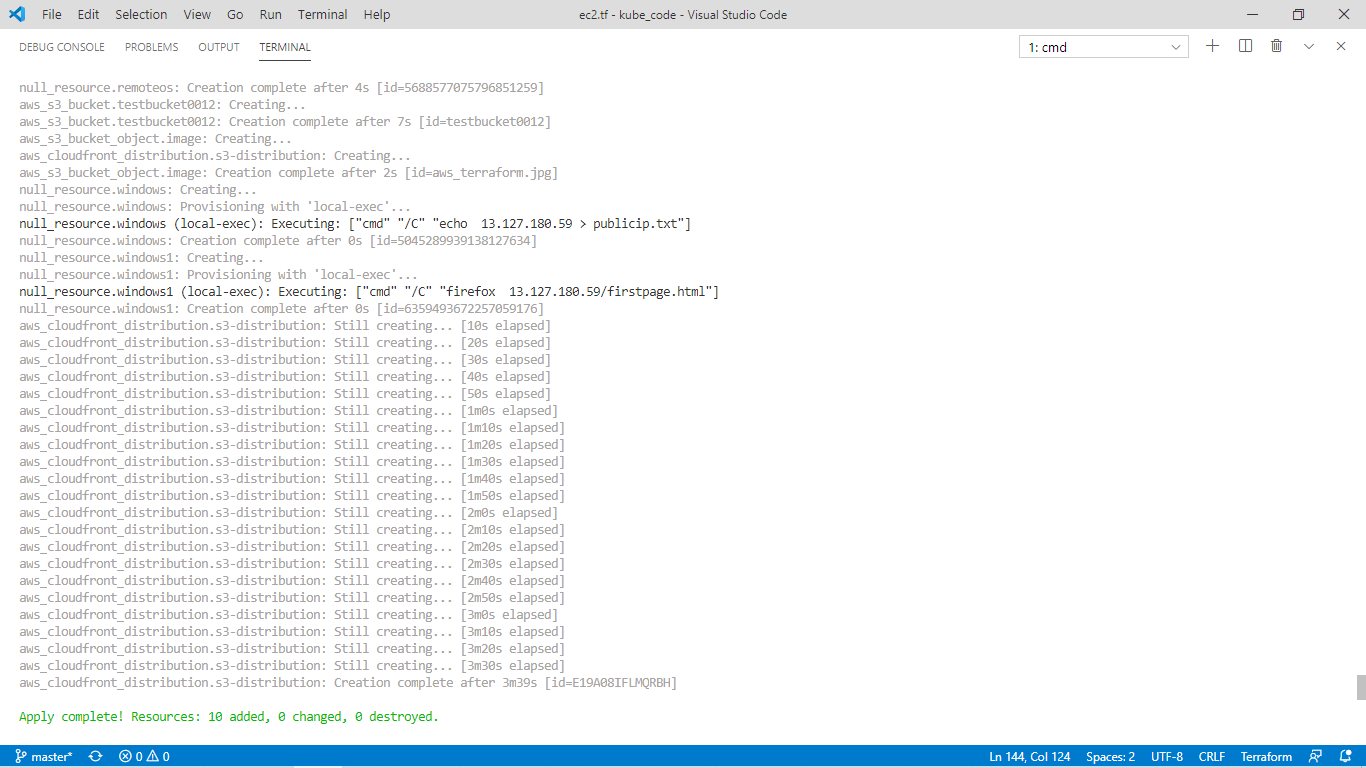 File Edit Selection View Go Run Terminal Help ec2.tf - kube_code - Visual Studio Code
DEBUG CONSOLE PROBLEMS OUTPUT TERMINAL 1: cmd
null_resource.remoteos: Creation complete after 4s [id=5688577075796851259]
aws_s3_bucket.testbucket0012: Creating...
aws_s3_bucket.testbucket0012: Creation complete after 7s [id=testbucket0012]
aws_s3_bucket_object.image: Creating...
aws_cloudfront_distribution.s3-distribution: Creating...
aws_s3_bucket_object.image: Creation complete after 2s [id=aws_terraform.jpg]
null_resource.windows: Creating...
null_resource.windows: Provisioning with 'local-exec'...
null_resource.windows (local-exec): Executing: ["cmd" "/C" "echo  13.127.180.59 > publicip.txt"]
null_resource.windows: Creation complete after 0s [id=5045289939138127634]
null_resource.windows1: Creating...
null_resource.windows1: Provisioning with 'local-exec'...
null_resource.windows1 (local-exec): Executing: ["cmd" "/C" "firefox  13.127.180.59/firstpage.html"]
null_resource.windows1: Creation complete after 0s [id=6359493672257059176]
aws_cloudfront_distribution.s3-distribution: Still creating... [10s elapsed]
aws_cloudfront_distribution.s3-distribution: Still creating... [20s elapsed]
aws_cloudfront_distribution.s3-distribution: Still creating... [30s elapsed]
aws_cloudfront_distribution.s3-distribution: Still creating... [40s elapsed]
aws_cloudfront_distribution.s3-distribution: Still creating... [50s elapsed]
aws_cloudfront_distribution.s3-distribution: Still creating... [1m0s elapsed]
aws_cloudfront_distribution.s3-distribution: Still creating... [1m10s elapsed]
aws_cloudfront_distribution.s3-distribution: Still creating... [1m20s elapsed]
aws_cloudfront_distribution.s3-distribution: Still creating... [1m30s elapsed]
aws_cloudfront_distribution.s3-distribution: Still creating... [1m40s elapsed]
aws_cloudfront_distribution.s3-distribution: Still creating... [1m50s elapsed]
aws_cloudfront_distribution.s3-distribution: Still creating... [2m0s elapsed]
aws_cloudfront_distribution.s3-distribution: Still creating... [2m10s elapsed]
aws_cloudfront_distribution.s3-distribution: Still creating... [2m20s elapsed]
aws_cloudfront_distribution.s3-distribution: Still creating... [2m30s elapsed]
aws_cloudfront_distribution.s3-distribution: Still creating... [2m40s elapsed]
aws_cloudfront_distribution.s3-distribution: Still creating... [2m50s elapsed]
aws_cloudfront_distribution.s3-distribution: Still creating... [3m0s elapsed]
aws_cloudfront_distribution.s3-distribution: Still creating... [3m10s elapsed]
aws_cloudfront_distribution.s3-distribution: Still creating... [3m20s elapsed]
aws_cloudfront_distribution.s3-distribution: Still creating... [3m30s elapsed]
aws_cloudfront_distribution.s3-distribution: Creation complete after 3m39s [id=E19A08IFLMQRBH]
Apply complete! Resources: 10 added, 0 changed, 0 destroyed.
master* 0 0 Ln 144, Col 124 Spaces: 2 UTF-8 CRLF Terraform